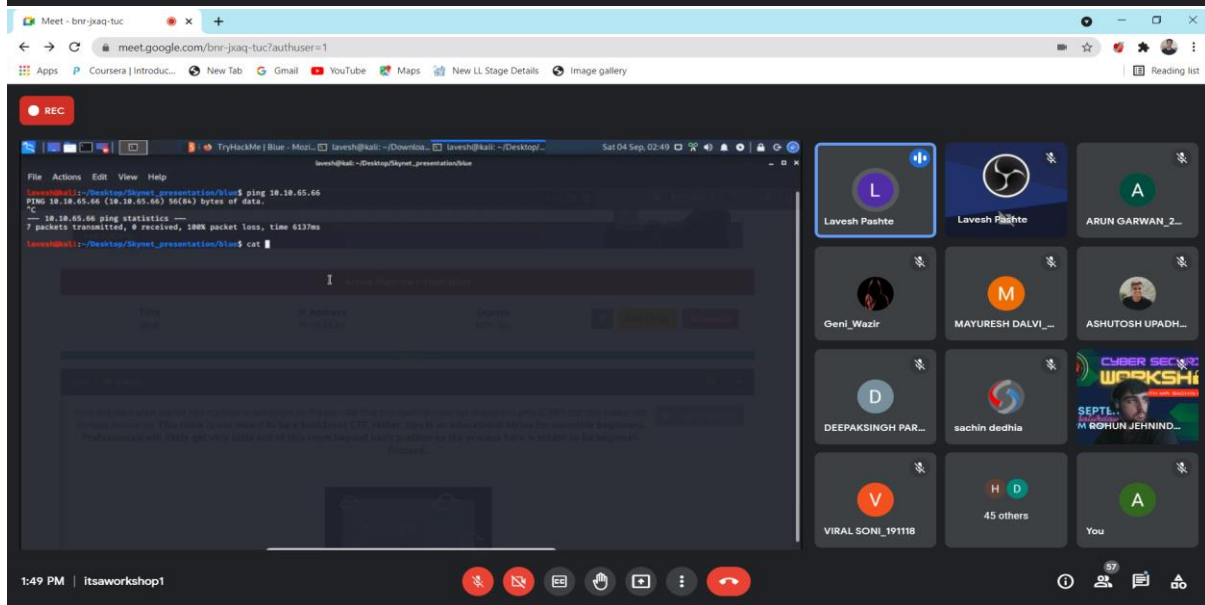 Meet - bnr-jxaq-tuc
meet.google.com/bnr-jxaq-tuc?authuser=1
Apps
Coursera | Introduc...
New Tab
Gmail
YouTube
Maps
New LL Stage Details
Image gallery
Reading list
REC
TryHackMe | Blue - Mozi...
lavesh@kali: ~/Downloa...
lavesh@kali: ~/Desktop/...
Sat 04 Sep, 02:49
lavesh@kali: ~/Desktop/Skynet_presentation/blue
File Actions Edit View Help
lavesh@kali:~/Desktop/Skynet_presentation/blue$ ping 10.10.65.66
PING 10.10.65.66 (10.10.65.66) 56(84) bytes of data.
^C
--- 10.10.65.66 ping statistics ---
7 packets transmitted, 0 received, 100% packet loss, time 6137ms
lavesh@kali:~/Desktop/Skynet_presentation/blue$ cat
L
Lavesh Pashte
Lavesh Pashte
A
ARUN GARWAN_2...
Geni_Wazir
M
MAYURESH DALVI_...
ASHUTOSH UPADH...
D
DEEPAKSINGH PAR...
sachin dedhia
CYBER SECUR
WORKSH
SEPTE
ROHUN JEHNIND...
V
VIRAL SONI_191118
H D
45 others
A
You
1:49 PM | itsaworkshop1
57